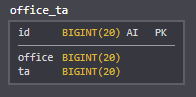 office_ta
id BIGINT(20) AI PK
office BIGINT(20)
ta BIGINT(20)